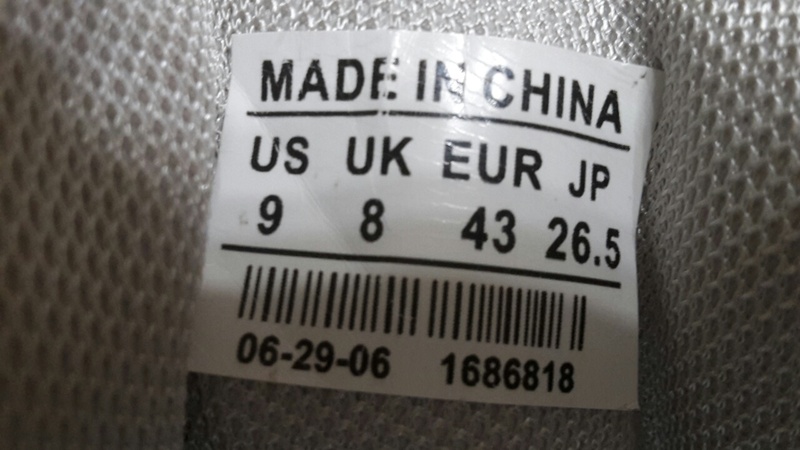 MADE IN CHINA
US UK EUR JP
9 8 43 26.5
06-29-06 1686818